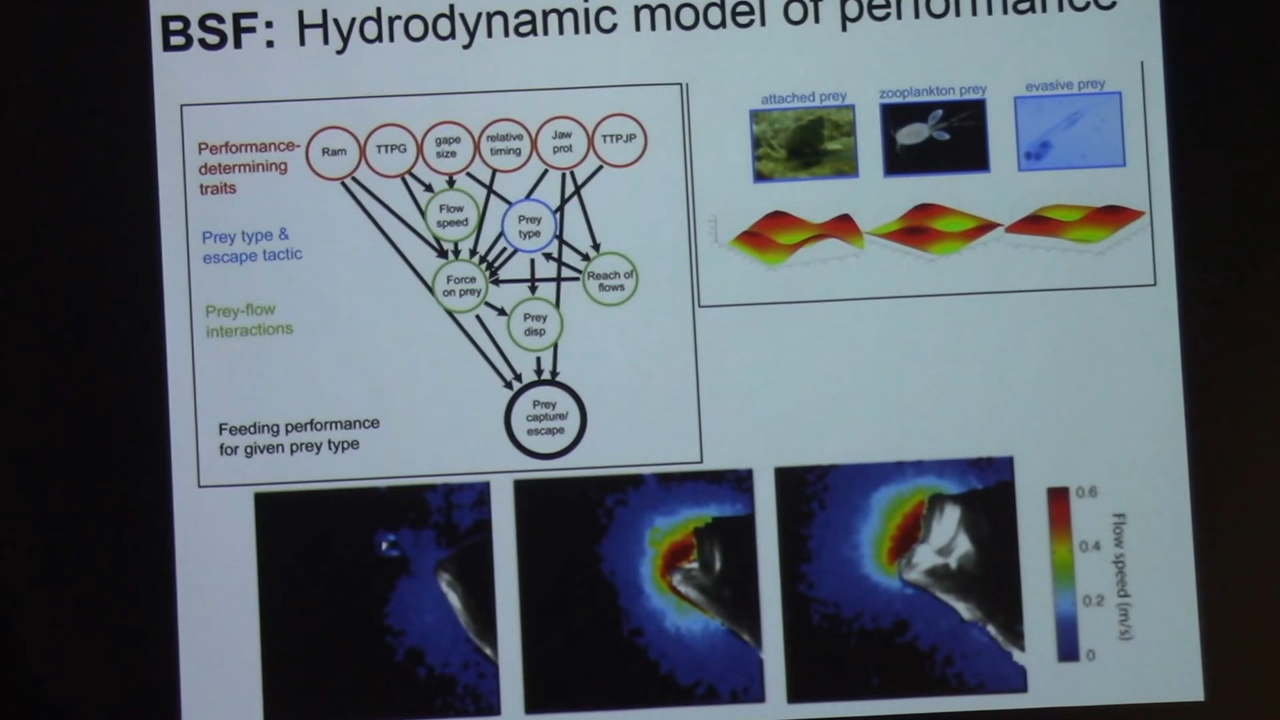 BSF: Hydrodynamic model of performance
Performance-
determining
traits
Ram
TTPG
gape
size
relative
timing
Jaw
prot
TTPJP
Prey type &
escape tactic
Flow
speed
Prey
type
Prey-flow
interactions
Force
on prey
Reach of
flows
Prey
disp
Prey
capture/
escape
Feeding performance
for given prey type
attached prey
zooplankton prey
evasive prey
0.6
0.4
0.2
0
Flow speed (m/s)